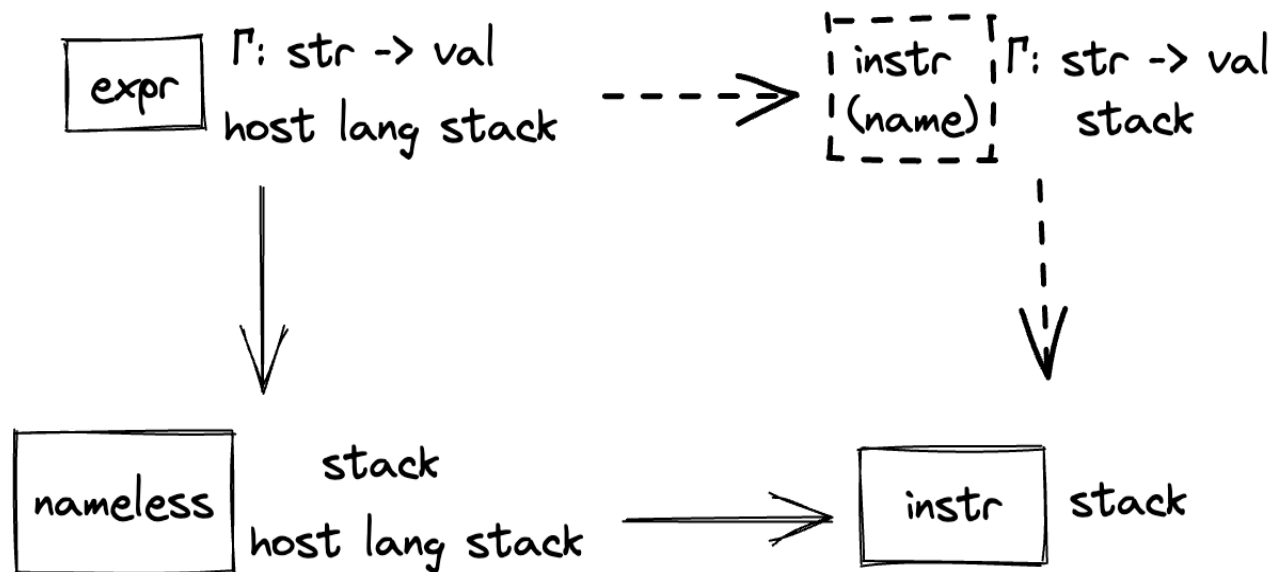 expr
Γ: str -> val
host lang stack
instr
(name)
Γ: str -> val
stack
nameless
stack
host lang stack
instr
stack